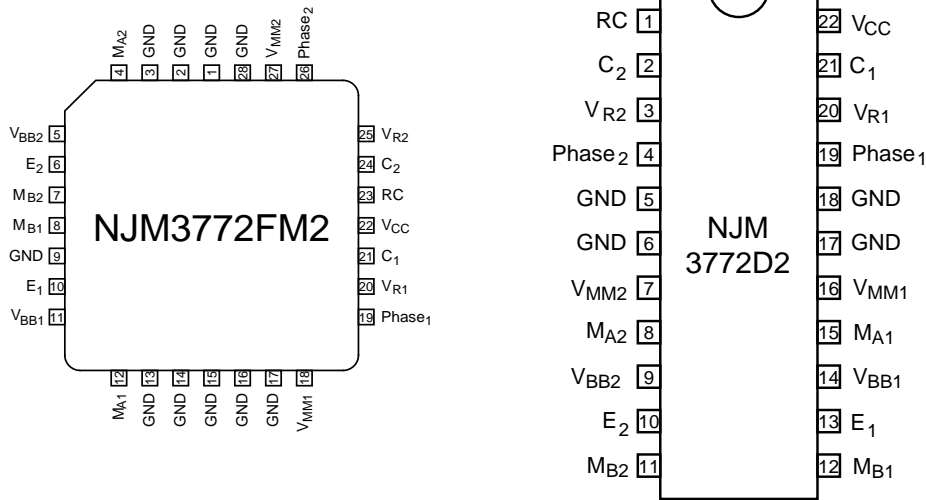 MA2 GND GND GND GND VMM2 Phase2
4 3 2 1 28 27 26
VBB2 5
E2 6
MB2 7
MB1 8
GND 9
E1 10
VBB1 11
NJM3772FM2
25 VR2
24 C2
23 RC
22 VCC
21 C1
20 VR1
19 Phase1
12 13 14 15 16 17 18
MA1 GND GND GND GND GND VMM1
RC 1
C2 2
VR2 3
Phase2 4
GND 5
GND 6
VMM2 7
MA2 8
VBB2 9
E2 10
MB2 11
NJM
3772D2
22 VCC
21 C1
20 VR1
19 Phase1
18 GND
17 GND
16 VMM1
15 MA1
14 VBB1
13 E1
12 MB1